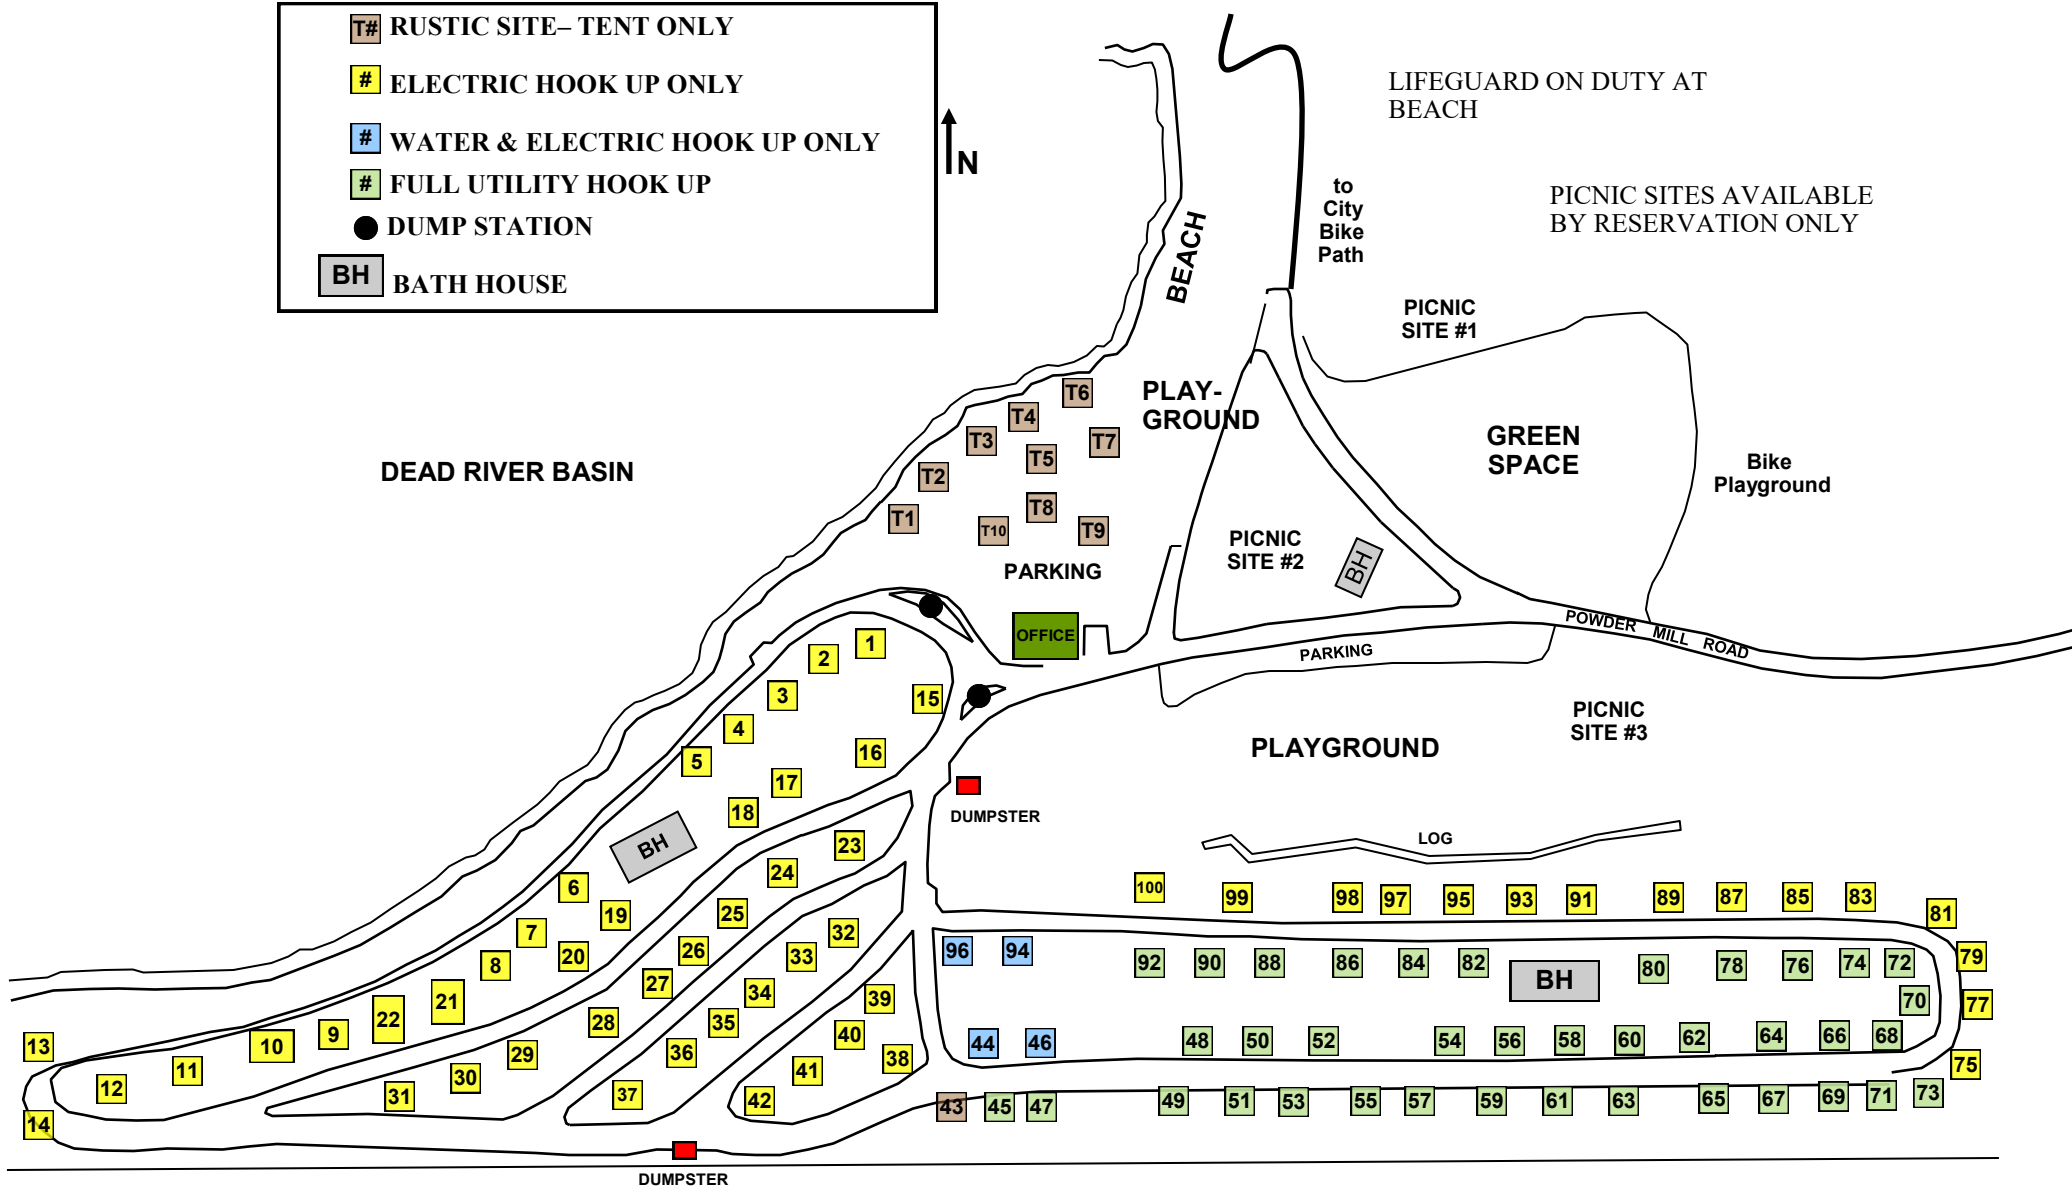 T# RUSTIC SITE– TENT ONLY
# ELECTRIC HOOK UP ONLY
# WATER & ELECTRIC HOOK UP ONLY
# FULL UTILITY HOOK UP
DUMP STATION
BH BATH HOUSE
N
LIFEGUARD ON DUTY AT
BEACH
PICNIC SITES AVAILABLE
BY RESERVATION ONLY
to
City
Bike
Path
BEACH
PICNIC
SITE #1
PLAY-
GROUND
GREEN
SPACE
Bike
Playground
DEAD RIVER BASIN
T6
T4
T3
T7
T5
T2
T8
T1
T10
T9
PARKING
PICNIC
SITE #2
BH
OFFICE
POWDER MILL ROAD
PARKING
PICNIC
SITE #3
PLAYGROUND
1
2
3
15
4
5
16
17
18
DUMPSTER
BH
23
24
LOG
6
19
25
7
32
20
26
33
8
27
34
21
39
22
28
35
9
40
10
13
29
36
38
11
30
41
12
31
37
42
14
DUMPSTER
100
99
98
97
95
93
91
89
87
85
83
81
96
94
92
90
88
86
84
82
BH
80
78
76
74
72
79
70
77
44
46
48
50
52
54
56
58
60
62
64
66
68
75
43
45
47
49
51
53
55
57
59
61
63
65
67
69
71
73